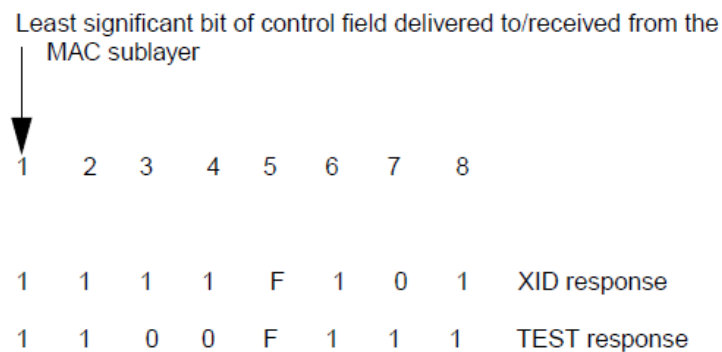 Least significant bit of control field delivered to/received from the
MAC sublayer
1 2 3 4 5 6 7 8
1 1 1 1 F 1 0 1 XID response
1 1 0 0 F 1 1 1 TEST response